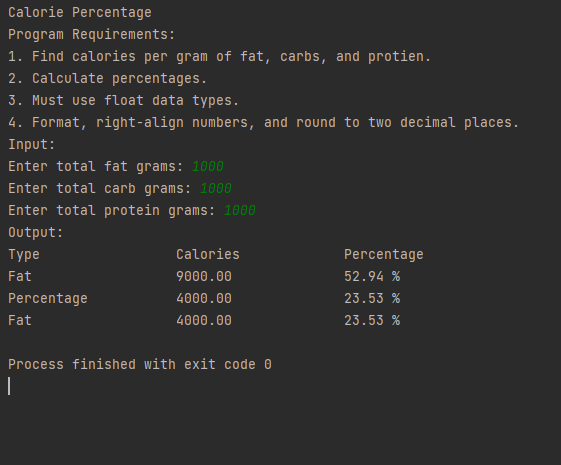 Calorie Percentage
Program Requirements:
1. Find calories per gram of fat, carbs, and protien.
2. Calculate percentages.
3. Must use float data types.
4. Format, right-align numbers, and round to two decimal places.
Input:
Enter total fat grams: 1000
Enter total carb grams: 1000
Enter total protein grams: 1000
Output:
Type Calories Percentage
Fat 9000.00 52.94 %
Percentage 4000.00 23.53 %
Fat 4000.00 23.53 %
Process finished with exit code 0